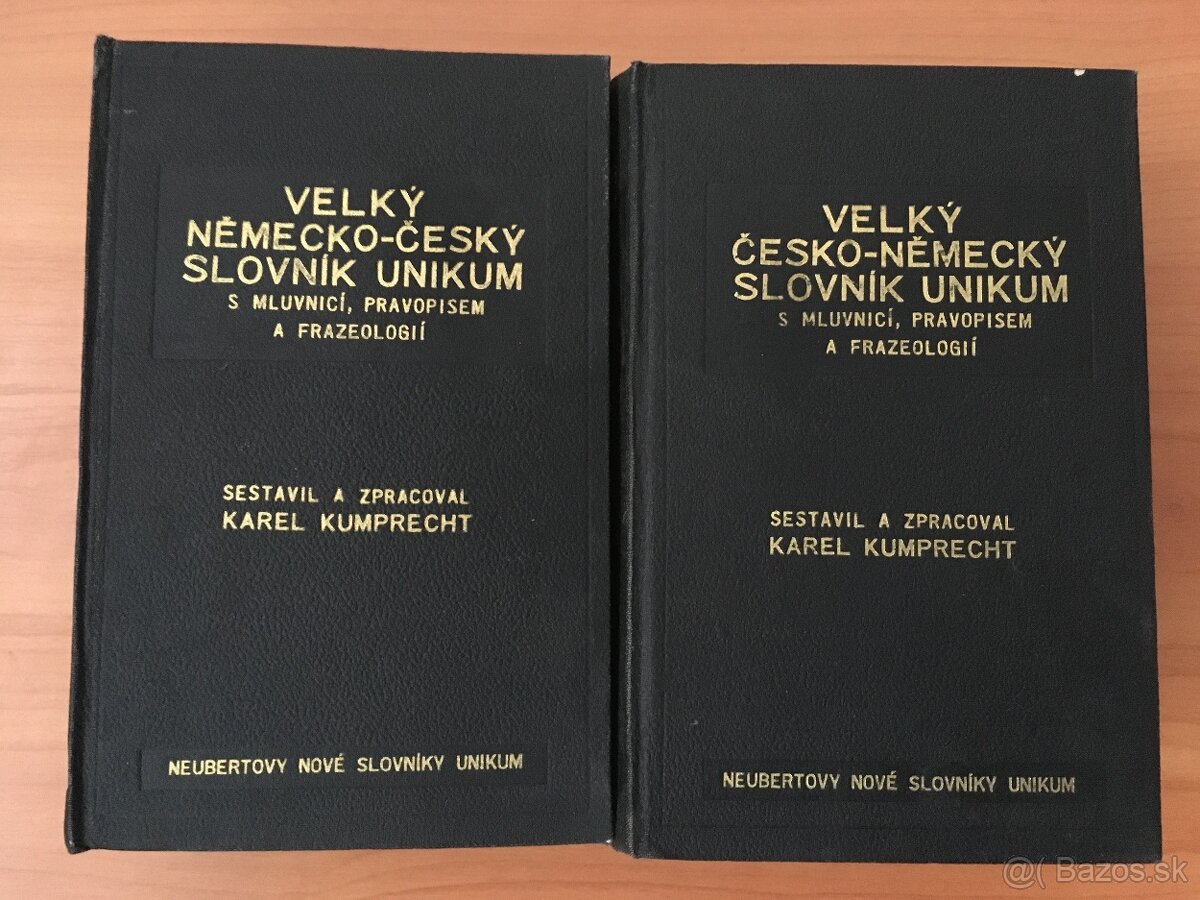 VELKÝ
NĚMECKO-ČESKÝ
SLOVNÍK UNIKUM
S MLUVNICÍ, PRAVOPISEM
A FRAZEOLOGIÍ
SESTAVIL A ZPRACOVAL
KAREL KUMPRECHT
NEUBERTOVY NOVÉ SLOVNÍKY UNIKUM
VELKÝ
ČESKO-NĚMECKÝ
SLOVNÍK UNIKUM
S MLUVNICÍ, PRAVOPISEM
A FRAZEOLOGIÍ
SESTAVIL A ZPRACOVAL
KAREL KUMPRECHT
NEUBERTOVY NOVÉ SLOVNÍKY UNIKUM
@( Bazos.sk